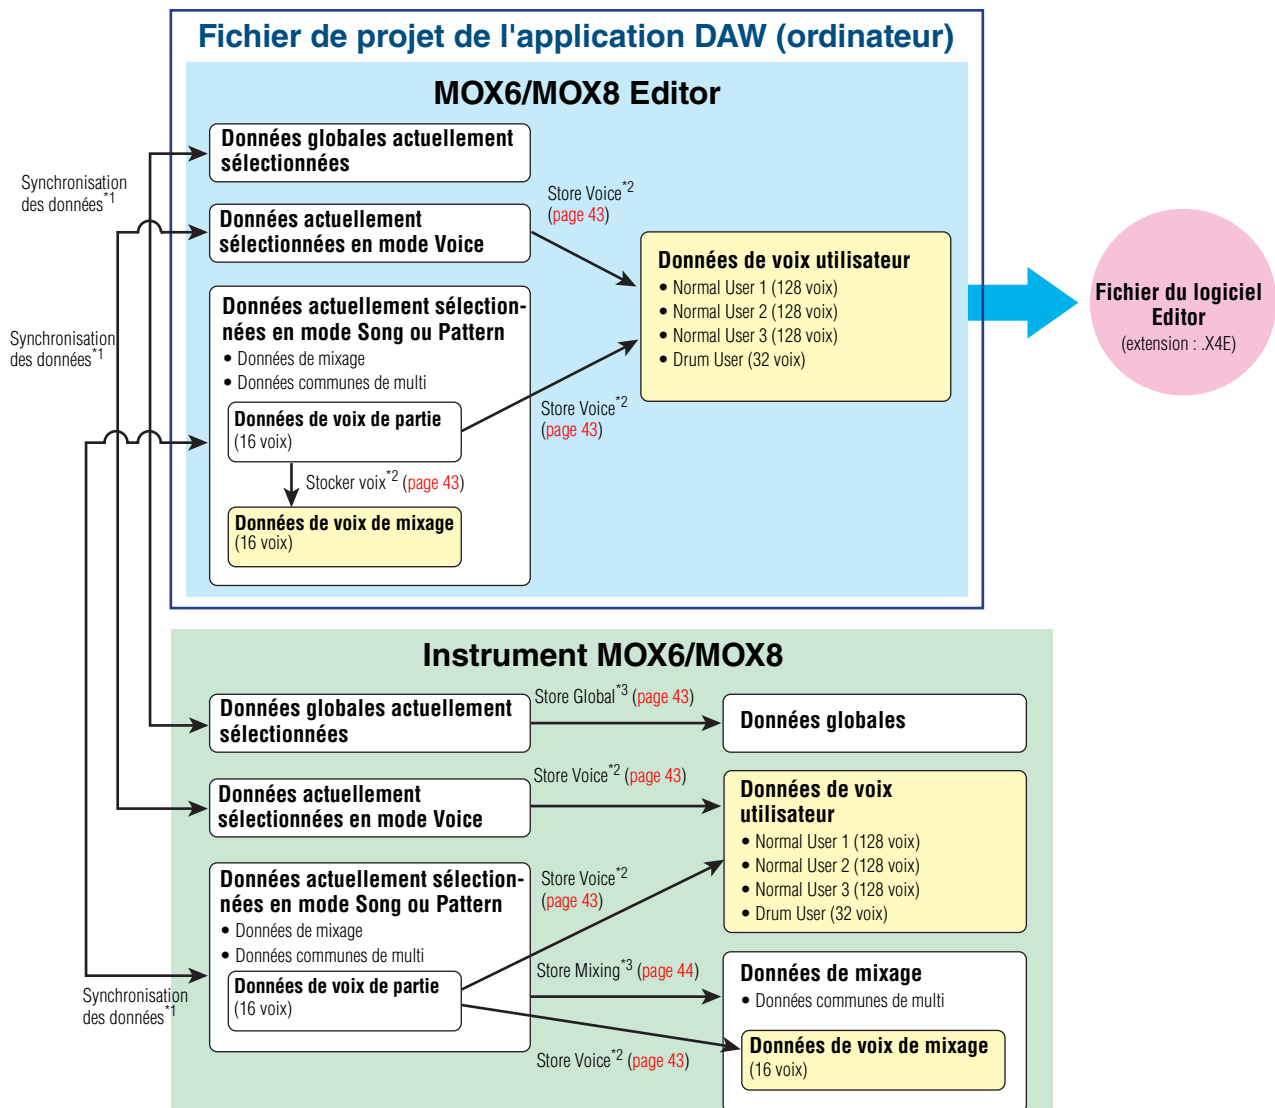 Fichier de projet de l'application DAW (ordinateur)
MOX6/MOX8 Editor
Données globales actuellement
sélectionnées
Synchronisation
des données*1
Données actuellement
sélectionnées en mode Voice
Store Voice*2
(page 43)
Données de voix utilisateur
• Normal User 1 (128 voix)
• Normal User 2 (128 voix)
• Normal User 3 (128 voix)
• Drum User (32 voix)
Fichier du logiciel
Editor
(extension : .X4E)
Synchronisation
des données*1
Données actuellement sélection-
nées en mode Song ou Pattern
• Données de mixage
• Données communes de multi
Données de voix de partie
(16 voix)
Store Voice*2
(page 43)
Stocker voix*2 (page 43)
Données de voix de mixage
(16 voix)
Instrument MOX6/MOX8
Données globales actuellement
sélectionnées
Store Global*3 (page 43)
Données globales
Données actuellement
sélectionnées en mode Voice
Store Voice*2 (page 43)
Données de voix
utilisateur
• Normal User 1 (128 voix)
• Normal User 2 (128 voix)
• Normal User 3 (128 voix)
• Drum User (32 voix)
Données actuellement sélection-
nées en mode Song ou Pattern
• Données de mixage
• Données communes de multi
Données de voix de partie
(16 voix)
Store Voice*2
(page 43)
Synchronisation
des données*1
Store Mixing*3 (page 44)
Données de mixage
• Données communes de multi
Store Voice*2 (page 43)
Données de voix de mixage
(16 voix)